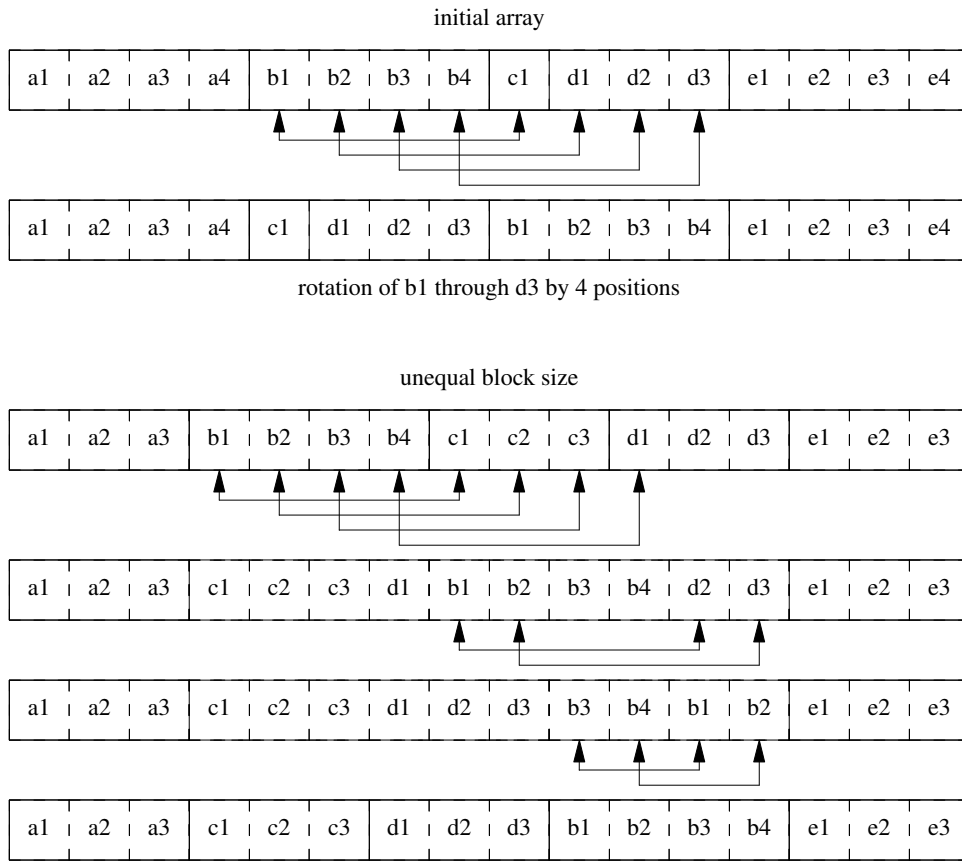 initial array
a1 a2 a3 a4 b1 b2 b3 b4 c1 d1 d2 d3 e1 e2 e3 e4
a1 a2 a3 a4 c1 d1 d2 d3 b1 b2 b3 b4 e1 e2 e3 e4
rotation of b1 through d3 by 4 positions
unequal block size
a1 a2 a3 b1 b2 b3 b4 c1 c2 c3 d1 d2 d3 e1 e2 e3
a1 a2 a3 c1 c2 c3 d1 b1 b2 b3 b4 d2 d3 e1 e2 e3
a1 a2 a3 c1 c2 c3 d1 d2 d3 b3 b4 b1 b2 e1 e2 e3
a1 a2 a3 c1 c2 c3 d1 d2 d3 b1 b2 b3 b4 e1 e2 e3